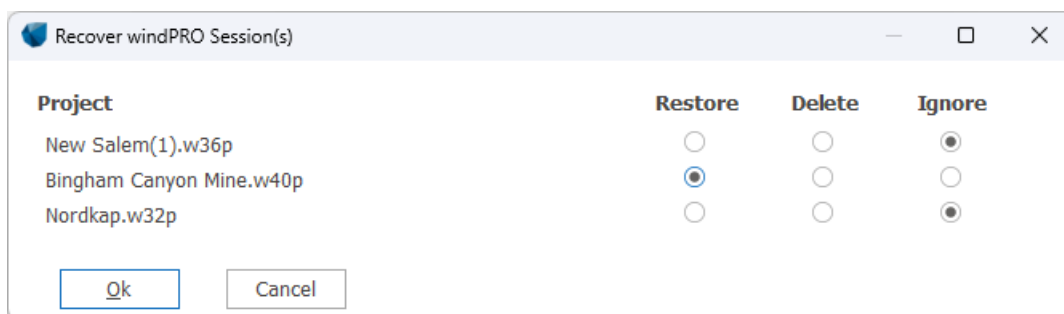 Recover windPRO Session(s)
Project Restore Delete Ignore
New Salem(1).w36p
Bingham Canyon Mine.w40p
Nordkap.w32p
Ok Cancel